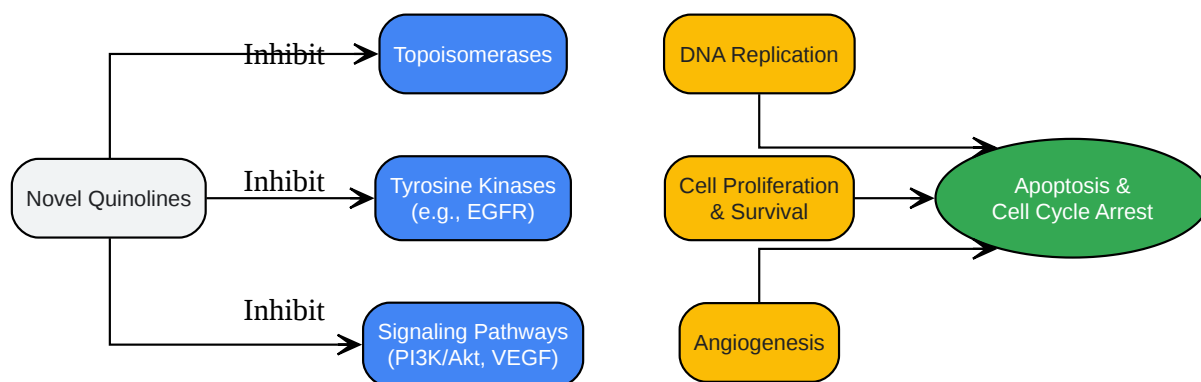 Inhibit
Topoisomerases
DNA Replication
Novel Quinolines
Inhibit
Tyrosine Kinases
(e.g., EGFR)
Cell Proliferation
& Survival
Apoptosis &
Cell Cycle Arrest
Inhibit
Signaling Pathways
(PI3K/Akt, VEGF)
Angiogenesis